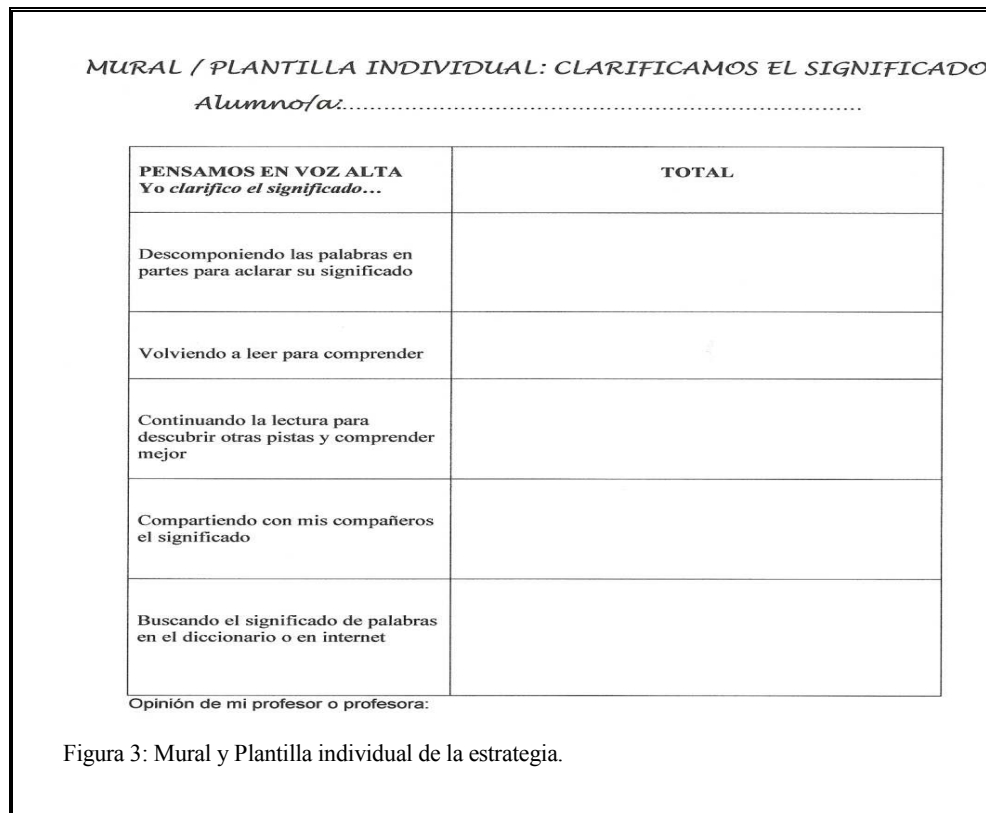 MURAL / PLANTILLA INDIVIDUAL: CLARIFICAMOS EL SIGNIFICADO
Alumno/a:..............................................................
PENSAMOS EN VOZ ALTA
Yo clarifico el significado...
TOTAL
Descomponiendo las palabras en
partes para aclarar su significado
Volviendo a leer para comprender
Continuando la lectura para
descubrir otras pistas y comprender
mejor
Compartiendo con mis compañeros
el significado
Buscando el significado de palabras
en el diccionario o en internet
Opinión de mi profesor o profesora:
Figura 3: Mural y Plantilla individual de la estrategia.